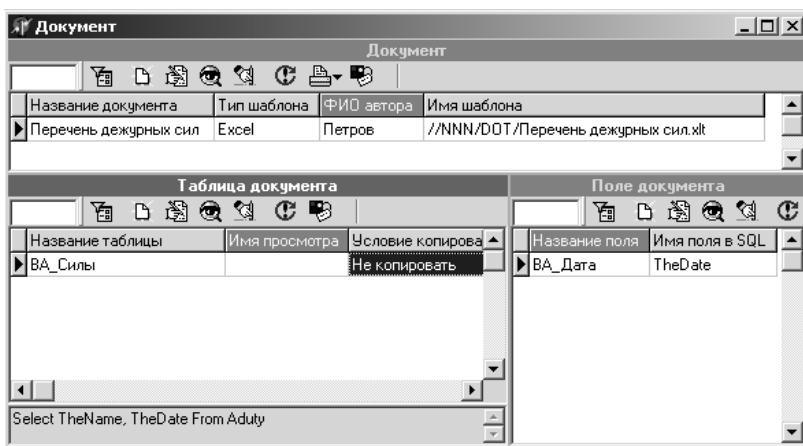 Документ
Документ
Название документа Тип шаблона ФИО автора Имя шаблона
Перечень дежурных сил Excel Петров //NNN/DOT/Перечень дежурных сил.xlt
Таблица документа
Название таблицы Имя просмотра Условие копирова
ВА_Силы Не копировать
Select TheName, TheDate From Aduty
Поле документа
Название поля Имя поля в SQL
ВА_Дата TheDate